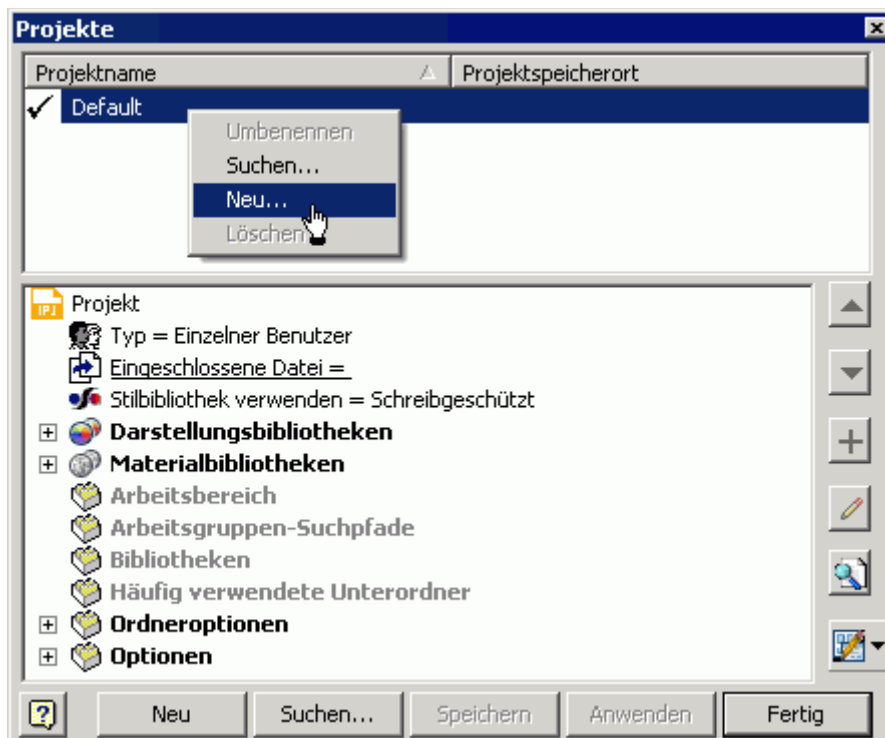 Projekte
Projektname Projektspeicherort
Default
Umbenennen
Suchen...
Neu...
Löschen
IPJ Projekt
Typ = Einzelner Benutzer
Eingeschlossene Datei =
Stilbibliothek verwenden = Schreibgeschützt
Darstellungsbibliotheken
Materialbibliotheken
Arbeitsbereich
Arbeitsgruppen-Suchpfade
Bibliotheken
Häufig verwendete Unterordner
Ordneroptionen
Optionen
Neu Suchen... Speichern Anwenden Fertig